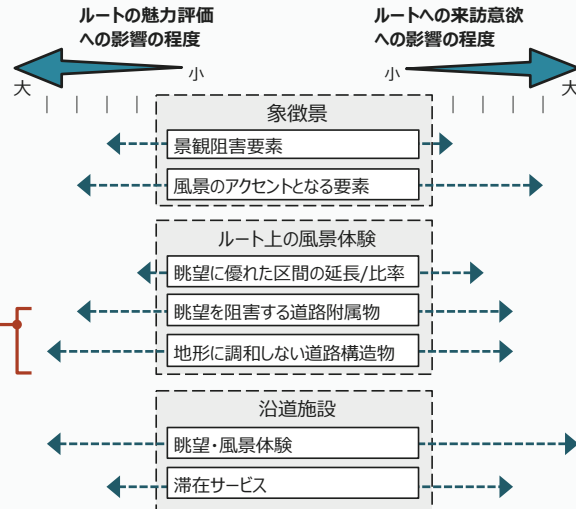 ルートの魅力評価
への影響の程度
ルートへの来訪意欲
への影響の程度
大
小
小
大
象徴景
景観阻害要素
風景のアクセントとなる要素
ルート上の風景体験
眺望に優れた区間の延長/比率
眺望を阻害する道路附属物
地形に調和しない道路構造物
沿道施設
眺望・風景体験
滞在サービス